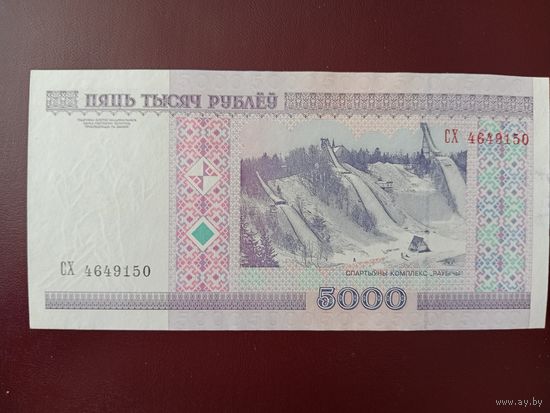 ПЯЦЬ ТЫСЯЧ РУБЛЁЎ
СХ 4649150
СХ 4649150
СПАРТЫЎНЫ КОМПЛЕКС „РАЎБІЧЫ"
5000
www.ay.by